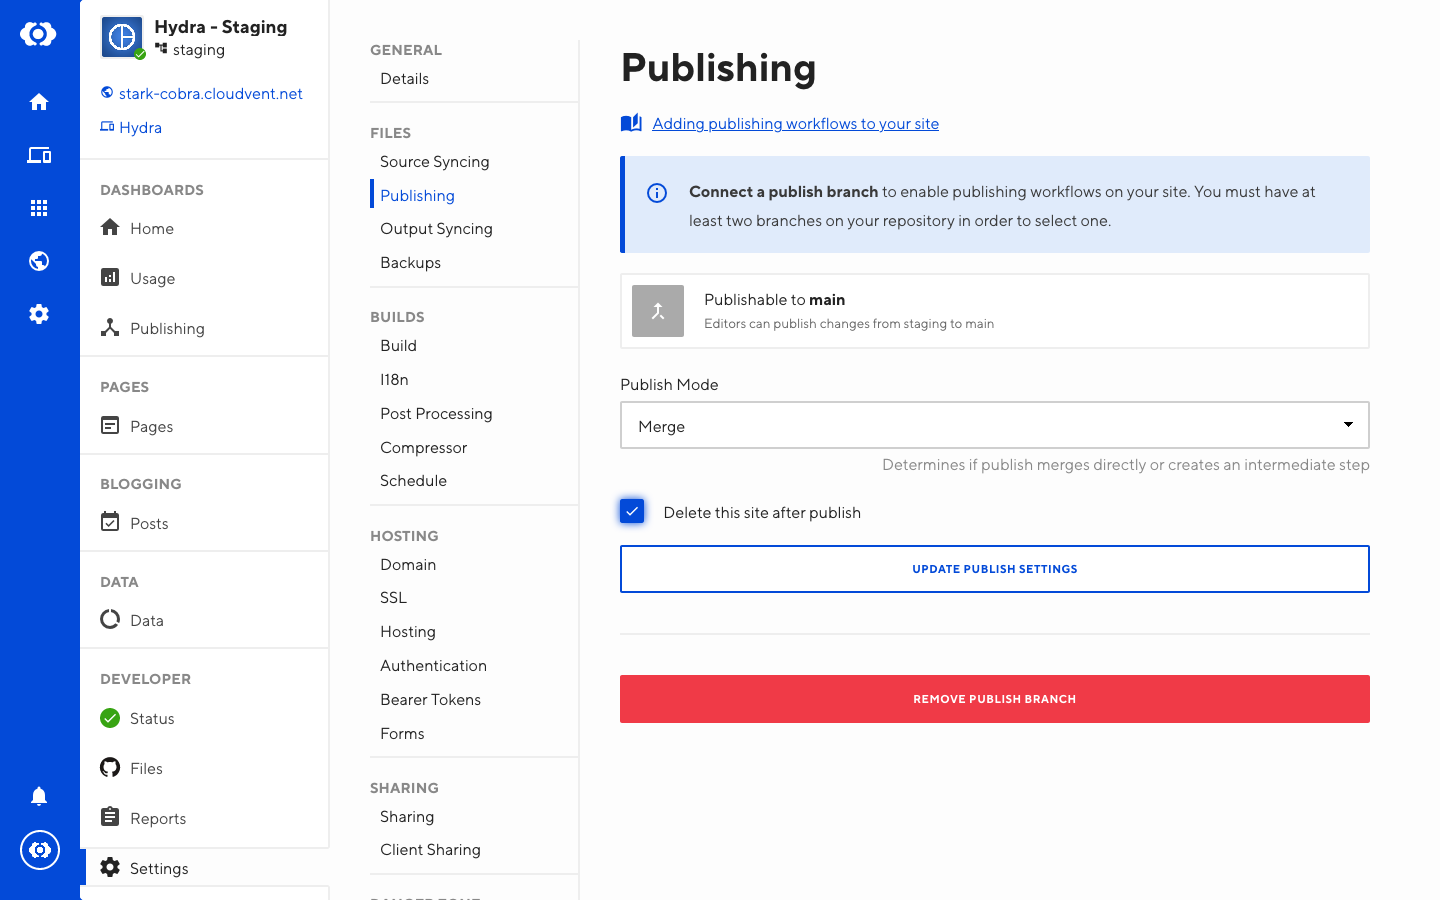 Hydra - Staging
staging
stark-cobra.cloudvent.net
Hydra
DASHBOARDS
Home
Usage
Publishing
PAGES
Pages
BLOGGING
Posts
DATA
Data
DEVELOPER
Status
Files
Reports
Settings
GENERAL
Details
FILES
Source Syncing
Publishing
Output Syncing
Backups
BUILDS
Build
I18n
Post Processing
Compressor
Schedule
HOSTING
Domain
SSL
Hosting
Authentication
Bearer Tokens
Forms
SHARING
Sharing
Client Sharing
Publishing
Adding publishing workflows to your site
Connect a publish branch to enable publishing workflows on your site. You must have at
least two branches on your repository in order to select one.
Publishable to main
Editors can publish changes from staging to main
Publish Mode
Merge
Determines if publish merges directly or creates an intermediate step
Delete this site after publish
UPDATE PUBLISH SETTINGS
REMOVE PUBLISH BRANCH